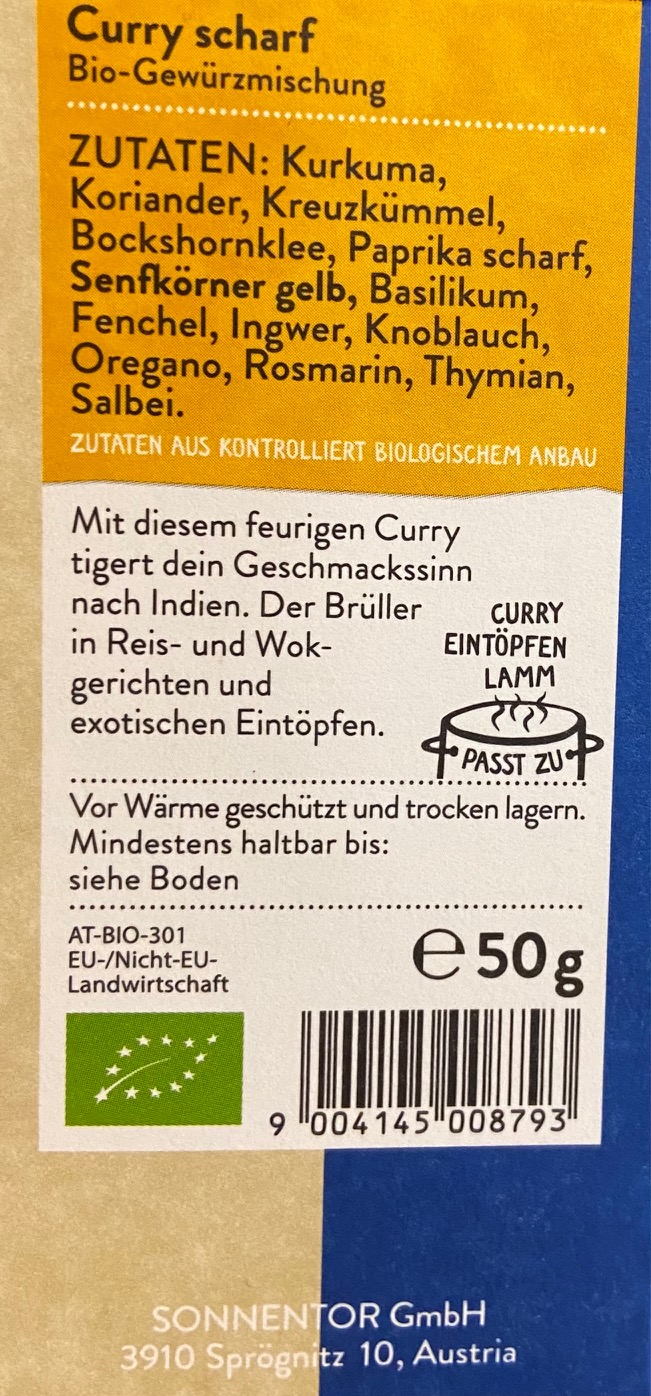 Curry scharf
Bio-Gewürzmischung
ZUTATEN: Kurkuma,
Koriander, Kreuzkümmel,
Bockshornklee, Paprika scharf,
Senfkörner gelb, Basilikum,
Fenchel, Ingwer, Knoblauch,
Oregano, Rosmarin, Thymian,
Salbei.
ZUTATEN AUS KONTROLLIERT BIOLOGISCHEM ANBAU
Mit diesem feurigen Curry
tigert dein Geschmackssinn
nach Indien. Der Brüller
in Reis- und Wok-
gerichten und
exotischen Eintöpfen.
CURRY
EINTÖPFEN
LAMM
PASST ZU
Vor Wärme geschützt und trocken lagern.
Mindestens haltbar bis:
siehe Boden
AT-BIO-301
EU-/Nicht-EU-
Landwirtschaft
℮ 50g
9 004145 008793
SONNENTOR GmbH
3910 Sprögnitz 10, Austria